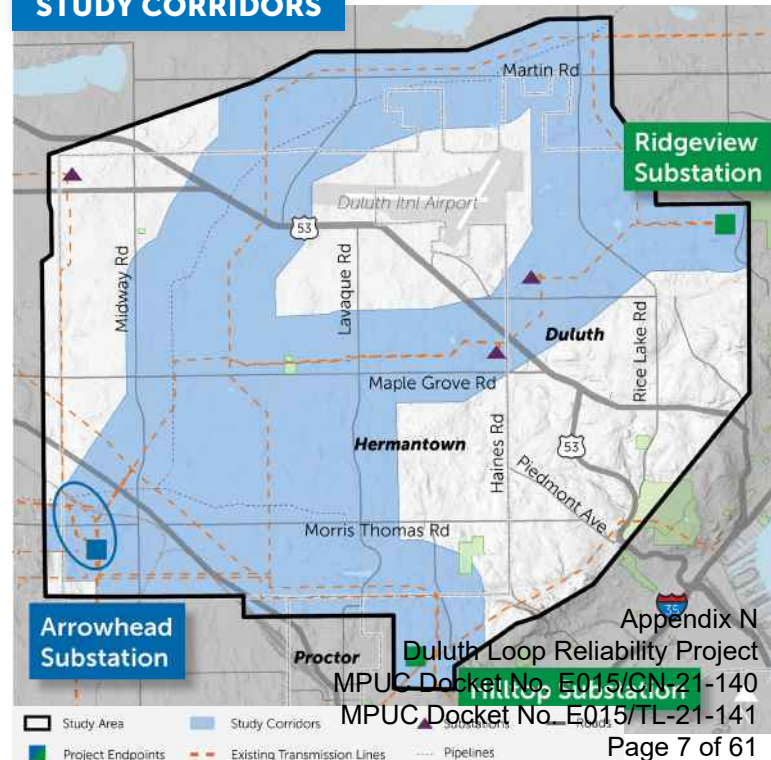 STUDY CORRIDORS
Martin Rd
Ridgeview
Substation
Duluth Itnl Airport
53
Midway Rd
Lavaque Rd
Duluth
Rice Lake Rd
Maple Grove Rd
Hermantown
Haines Rd
53
Piedmont Ave
Morris Thomas Rd
35
Arrowhead
Substation
Proctor
Hilltop Substation
Appendix N
Duluth Loop Reliability Project
MPUC Docket No. E015/CN-21-140
MPUC Docket No. E015/TL-21-141
Page 7 of 61
Study Area
Study Corridors
Substations
Roads
Project Endpoints
Existing Transmission Lines
Pipelines